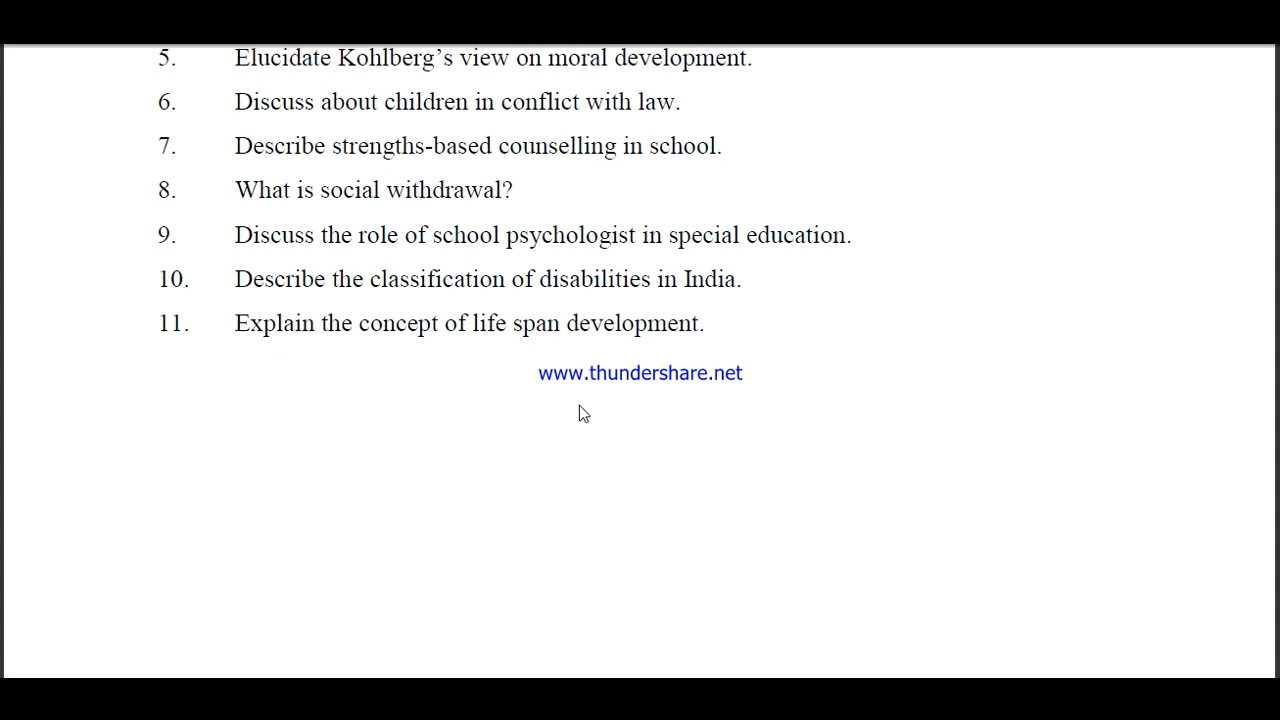 5. Elucidate Kohlberg’s view on moral development.
6. Discuss about children in conflict with law.
7. Describe strengths-based counselling in school.
8. What is social withdrawal?
9. Discuss the role of school psychologist in special education.
10. Describe the classification of disabilities in India.
11. Explain the concept of life span development.
www.thundershare.net